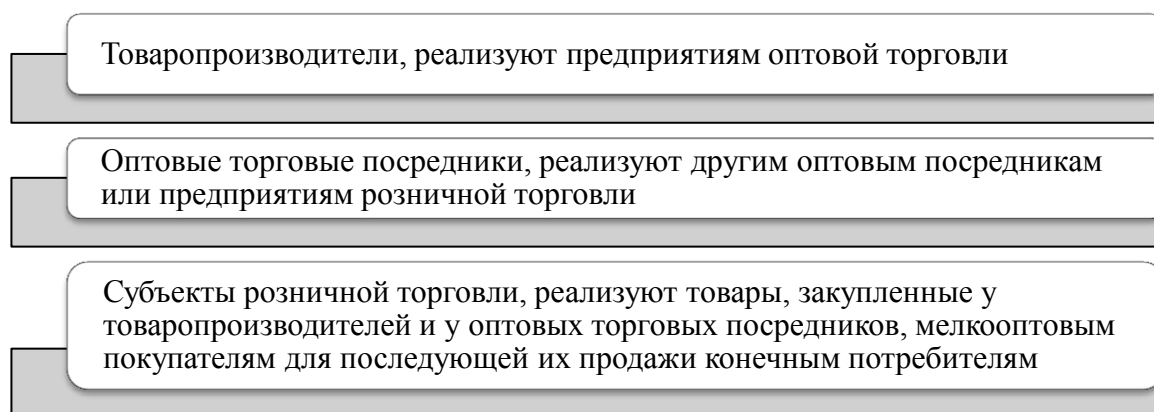 Товаропроизводители, реализуют предприятиям оптовой торговли
Оптовые торговые посредники, реализуют другим оптовым посредникам
или предприятиям розничной торговли
Субъекты розничной торговли, реализуют товары, закупленные у
товаропроизводителей и у оптовых торговых посредников, мелкооптовым
покупателям для последующей их продажи конечным потребителям